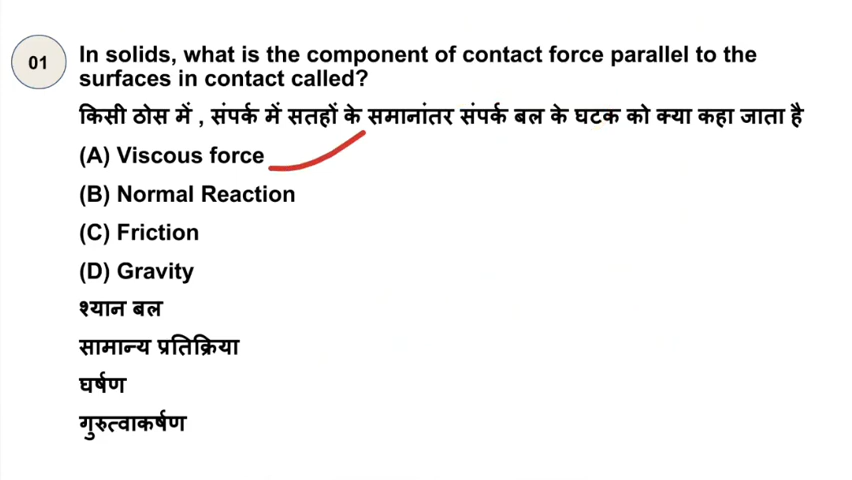 01
In solids, what is the component of contact force parallel to the
surfaces in contact called?
किसी ठोस में , संपर्क में सतहों के समानांतर संपर्क बल के घटक को क्या कहा जाता है
(A) Viscous force
(B) Normal Reaction
(C) Friction
(D) Gravity
श्यान बल
सामान्य प्रतिक्रिया
घर्षण
गुरुत्वाकर्षण